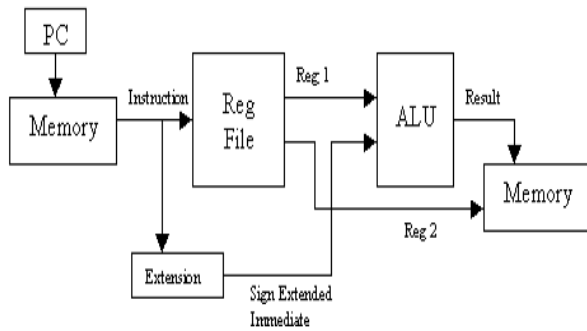 PC
Memory
Instruction
Reg
File
Reg 1
ALU
Result
Memory
Reg 2
Extension
Sign Extended
Immediate